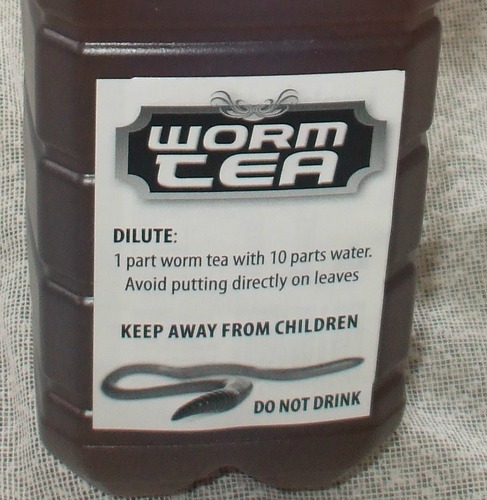 WORM
TEA
DILUTE:
1 part worm tea with 10 parts water.
Avoid putting directly on leaves
KEEP AWAY FROM CHILDREN
DO NOT DRINK